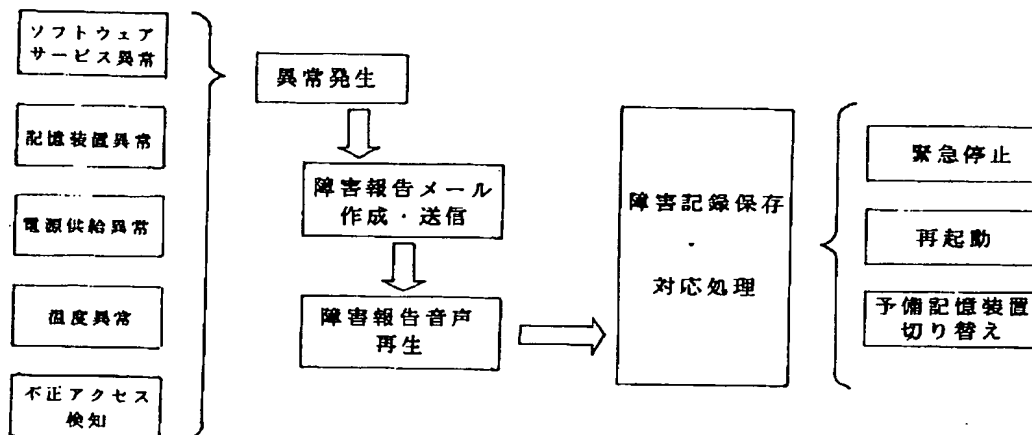 ソフトウェア
サービス異常
記憶装置異常
電源供給異常
温度異常
不正アクセス
検知
異常発生
障害報告メール
作成・送信
障害報告音声
再生
障害記録保存
・
対応処理
緊急停止
再起動
予備記憶装置
切り替え